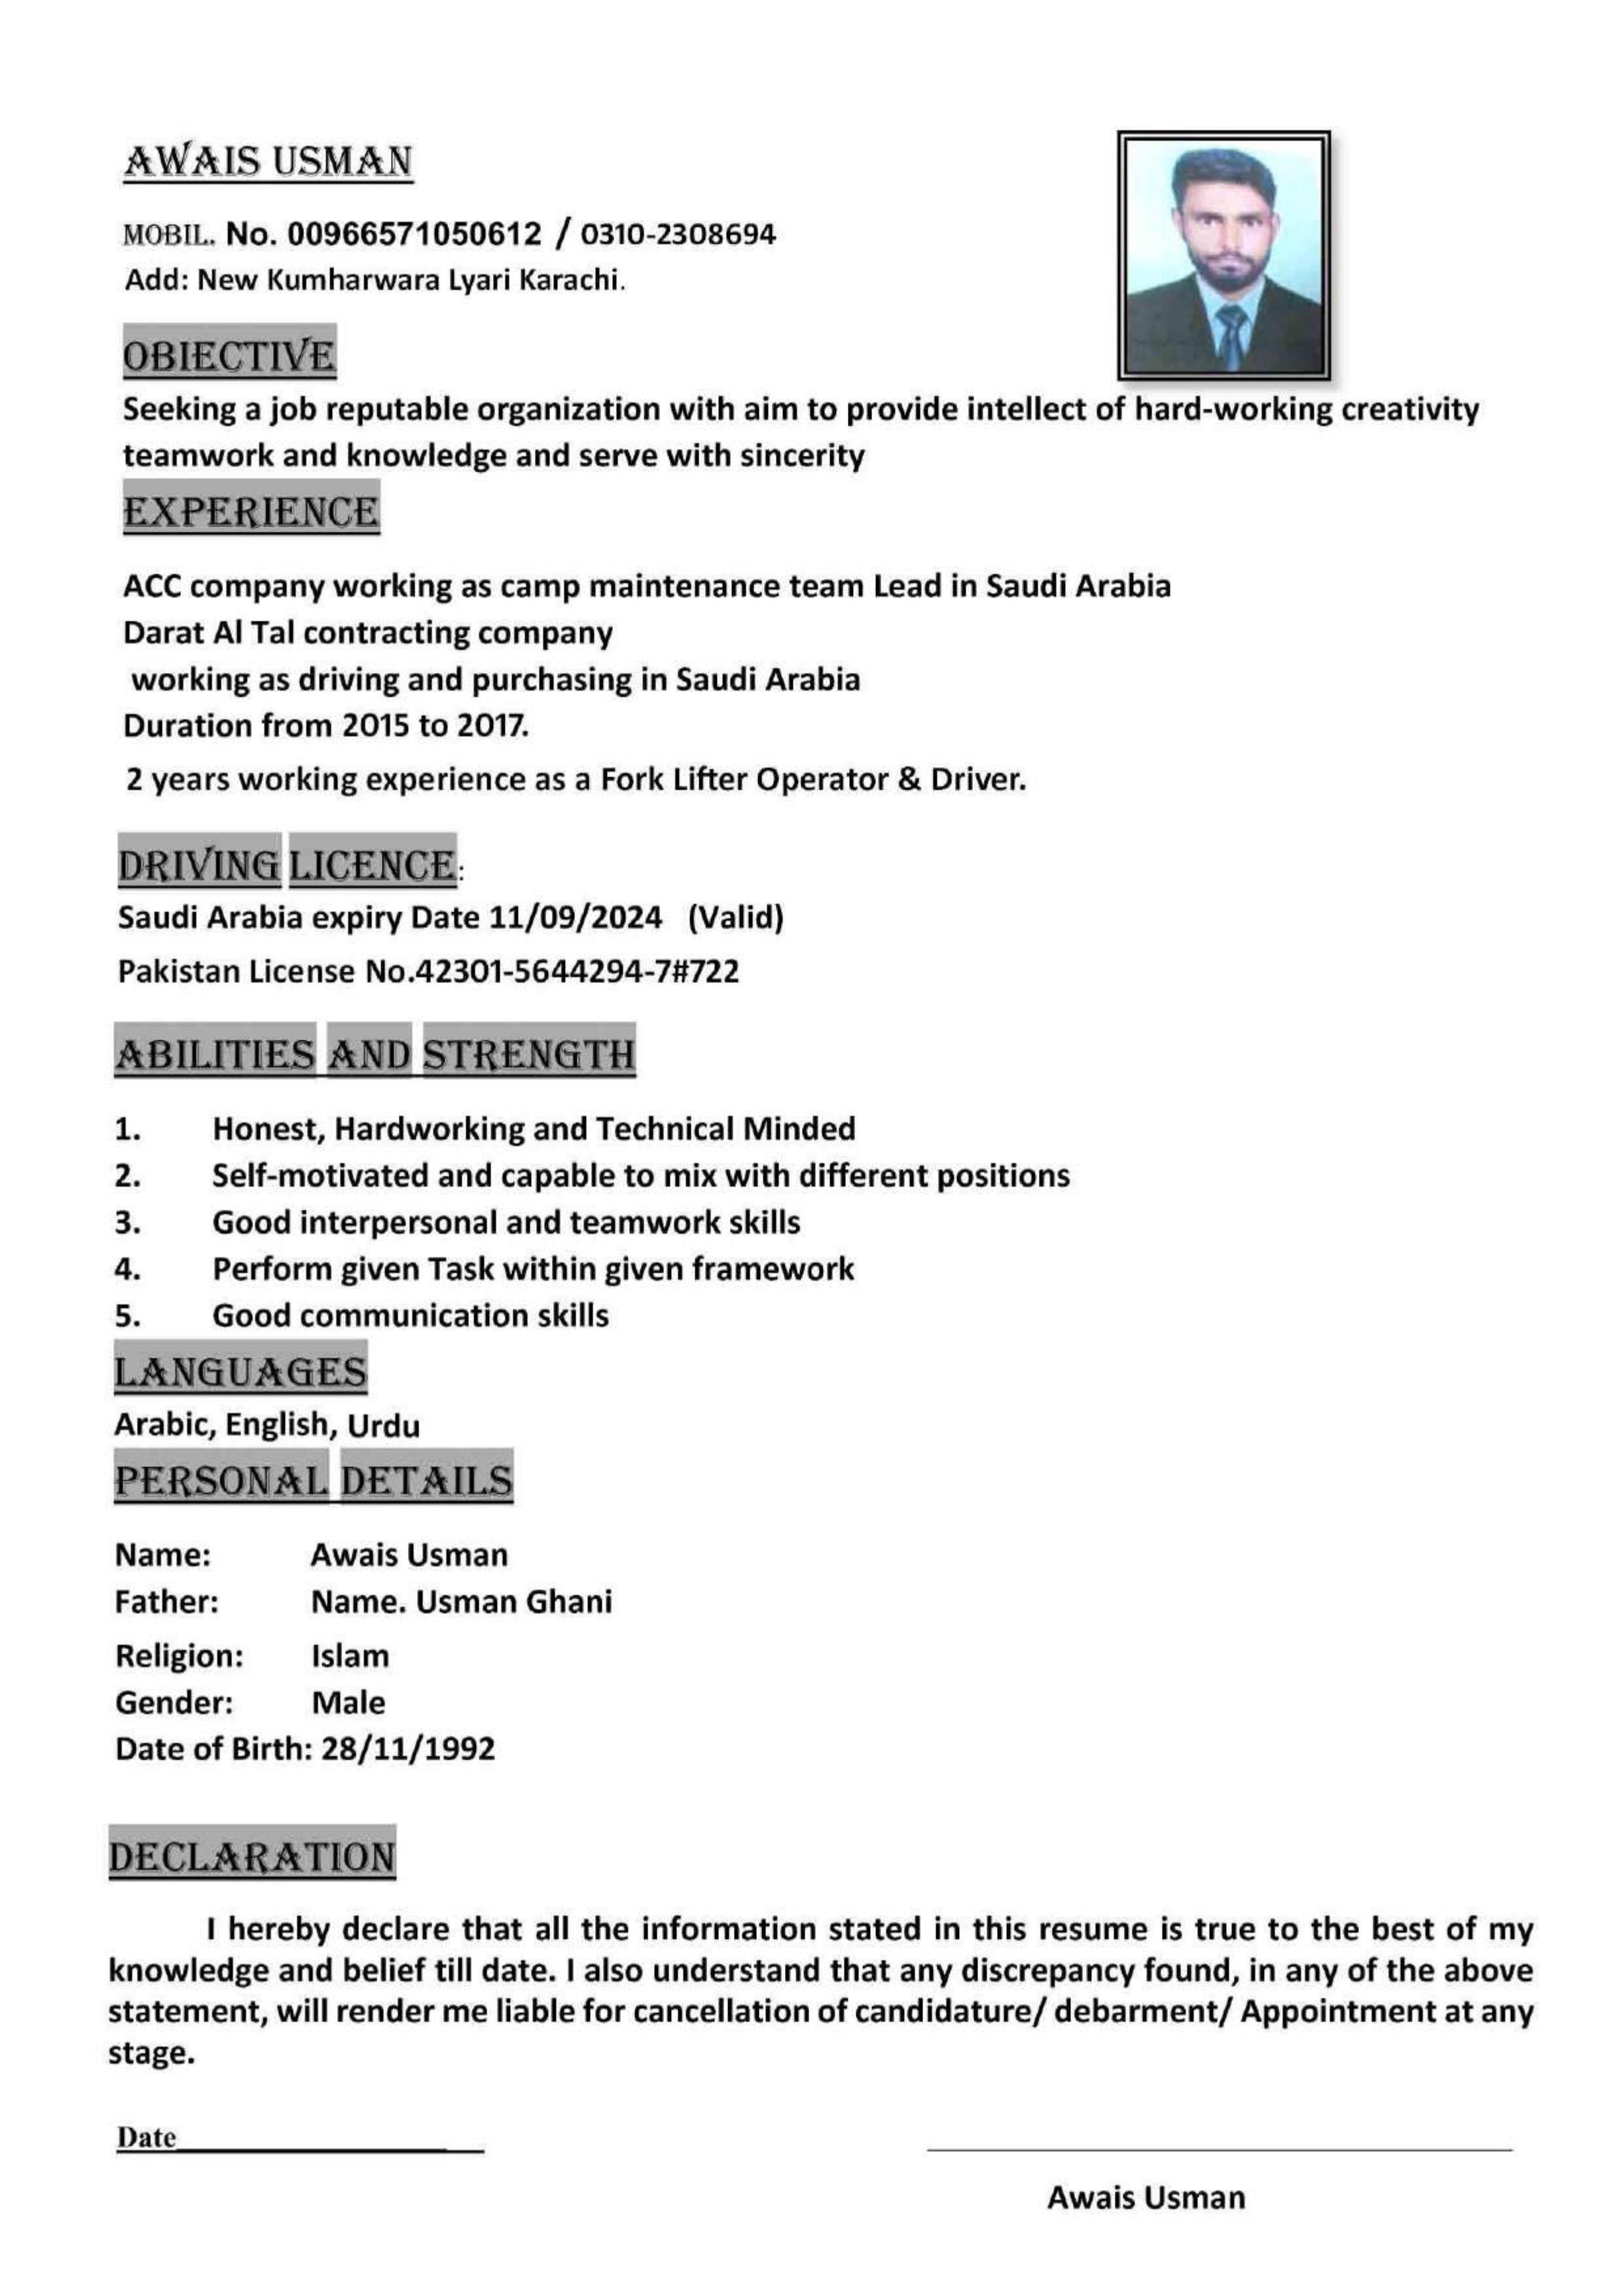 AWAIS USMAN
MOBIL. No. 00966571050612 / 0310-2308694
Add: New Kumharwara Lyari Karachi.
OBIECTIVE
Seeking a job reputable organization with aim to provide intellect of hard-working creativity
teamwork and knowledge and serve with sincerity
EXPERIENCE
ACC company working as camp maintenance team Lead in Saudi Arabia
Darat Al Tal contracting company
working as driving and purchasing in Saudi Arabia
Duration from 2015 to 2017.
2 years working experience as a Fork Lifter Operator & Driver.
DRIVING LICENCE:
Saudi Arabia expiry Date 11/09/2024 (Valid)
Pakistan License No.42301-5644294-7#722
ABILITIES AND STRENGTH
1. Honest, Hardworking and Technical Minded
2. Self-motivated and capable to mix with different positions
3. Good interpersonal and teamwork skills
4. Perform given Task within given framework
5. Good communication skills
LANGUAGES
Arabic, English, Urdu
PERSONAL DETAILS
Name: Awais Usman
Father: Name. Usman Ghani
Religion: Islam
Gender: Male
Date of Birth: 28/11/1992
DECLARATION
I hereby declare that all the information stated in this resume is true to the best of my
knowledge and belief till date. I also understand that any discrepancy found, in any of the above
statement, will render me liable for cancellation of candidature/ debarment/ Appointment at any
stage.
Date
Awais Usman